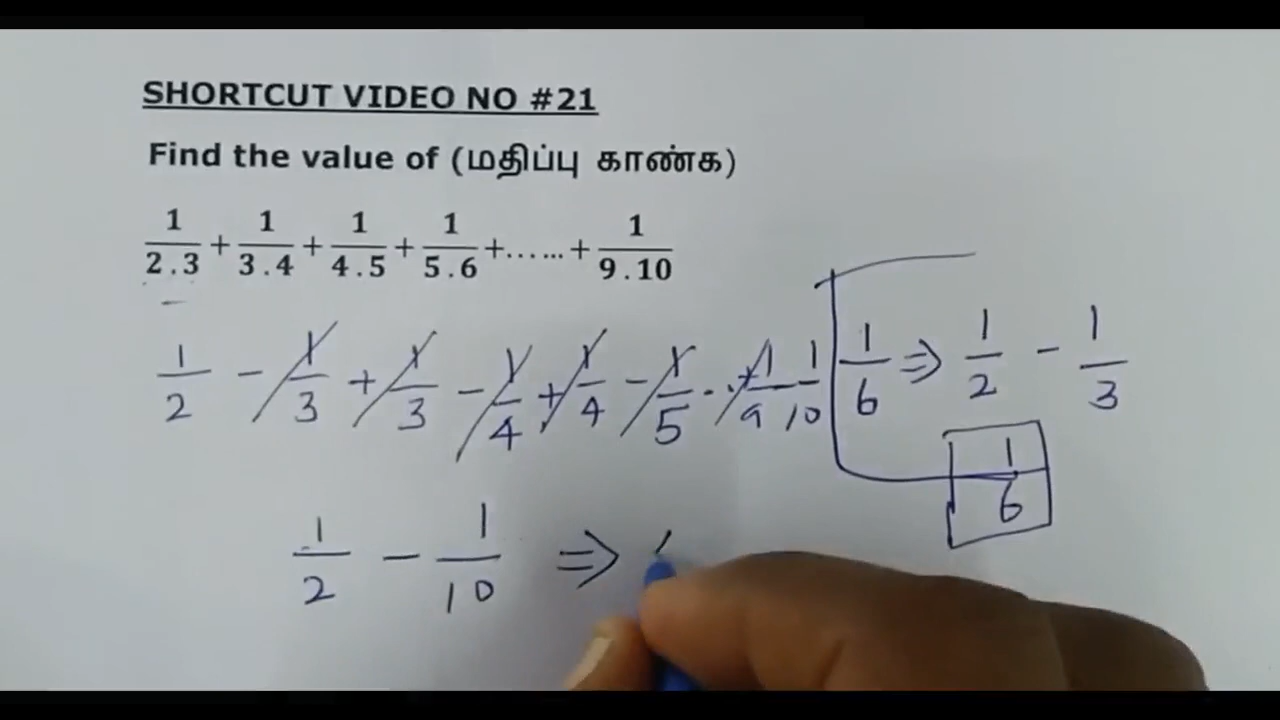 SHORTCUT VIDEO NO #21
Find the value of (மதிப்பு காண்க)
1/2.3 + 1/3.4 + 1/4.5 + 1/5.6 +......+ 1/9.10
1/2 - 1/3 + 1/3 - 1/4 + 1/4 - 1/5 .. + 1/9 - 1/10
1/6 ⇒ 1/2 - 1/3
1/6
1/2 - 1/10 ⇒